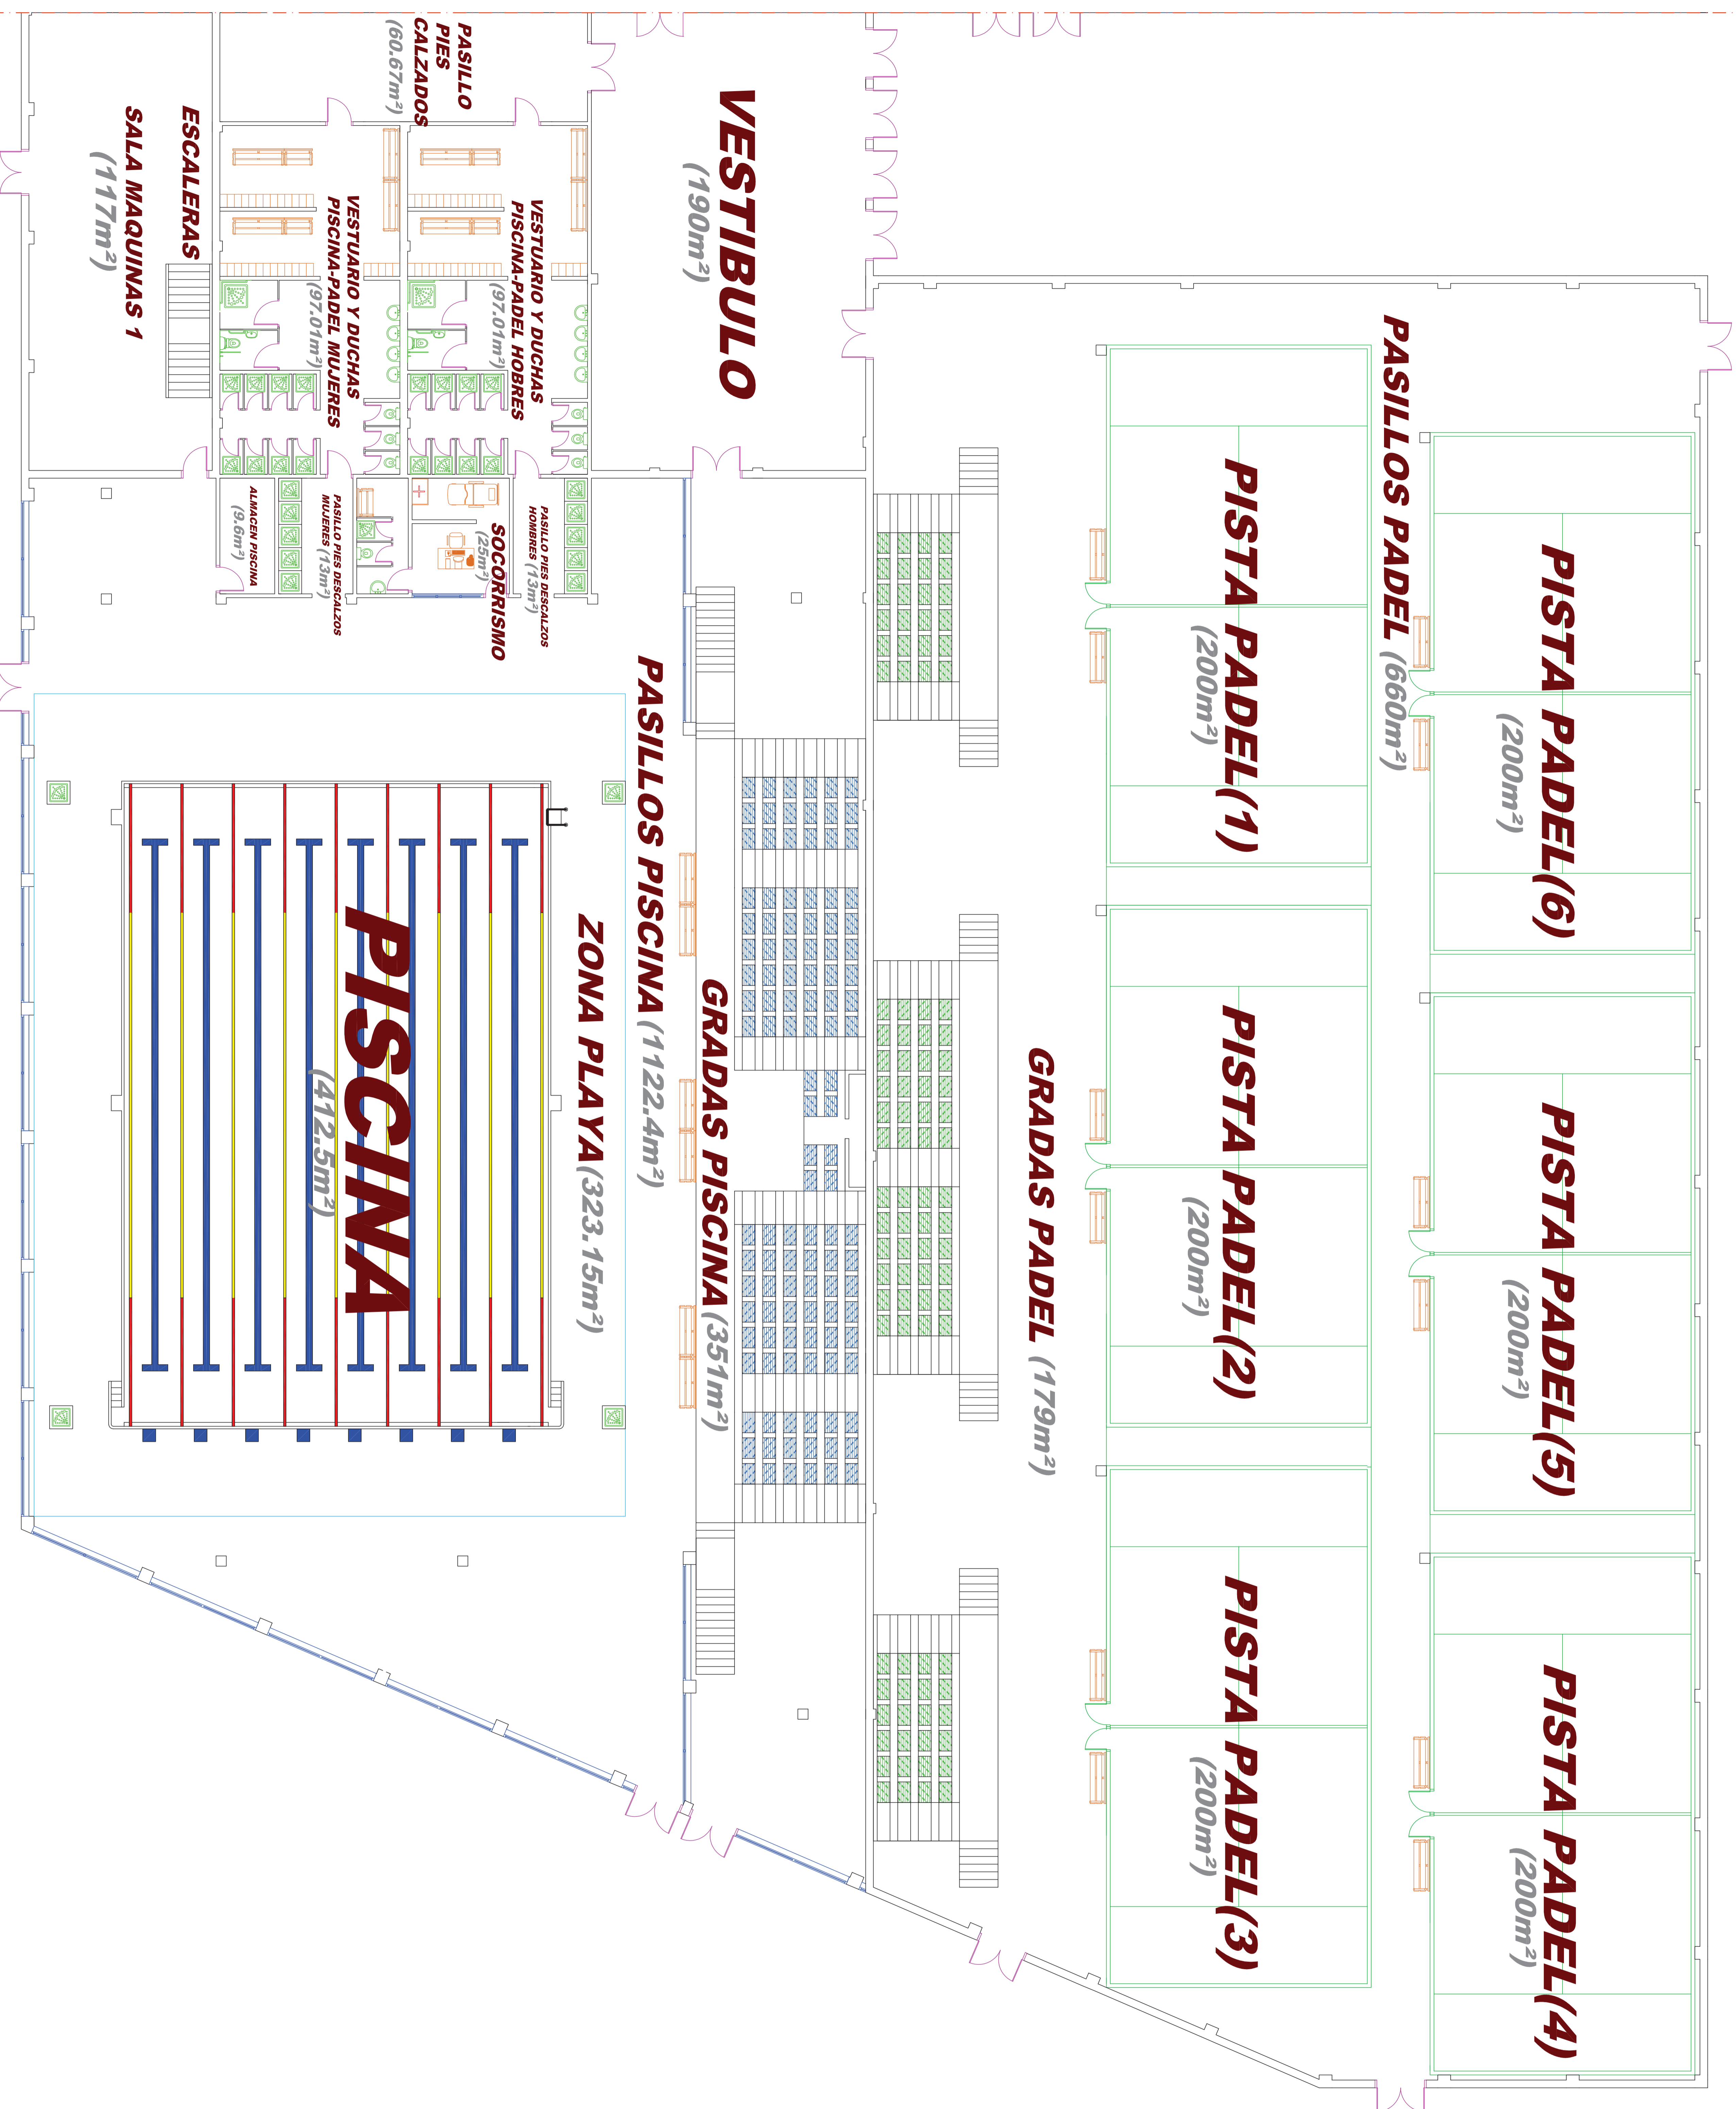 PASILLO
PIES
CALZADOS
(60.67m²)
ESCALERAS
SALA MAQUINAS 1
(117m²)
VESTIBULO
(190m²)
VESTUARIO Y DUCHAS
PISCINA-PADEL HOBRES
(97.01m²)
VESTUARIO Y DUCHAS
PISCINA-PADEL MUJERES
(97.01m²)
PASILLO PIES DESCALZOS
HOMBRES (13m²)
SOCORRISMO
(25m²)
PASILLO PIES DESCALZOS
MUJERES (13m²)
ALMACEN PISCINA
(9.6m²)
PASILLOS PADEL (660m²)
PISTA PADEL(6)
(200m²)
PISTA PADEL(1)
(200m²)
PASILLOS PISCINA (1122.4m²)
GRADAS PISCINA (351m²)
ZONA PLAYA(323.15m²)
PISCINA
(412.5m²)
GRADAS PADEL (179m²)
PISTA PADEL(5)
(200m²)
PISTA PADEL(2)
(200m²)
PISTA PADEL(4)
(200m²)
PISTA PADEL(3)
(200m²)